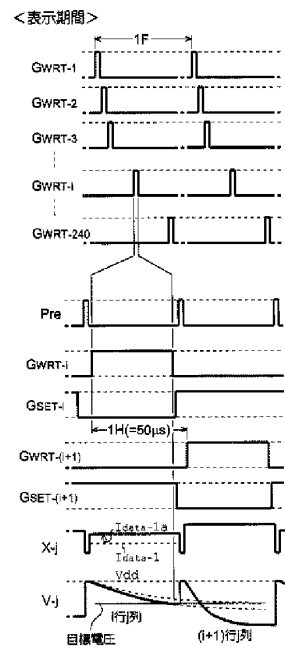 ＜表示期間＞
1F
GWRT-1
GWRT-2
GWRT-3
GWRT-i
GWRT-240
Pre
GWRT-i
GSET-i
1H(=50μs)
GWRT-(i+1)
GSET-(i+1)
Idata-1a
X-j
Idata-1
Vdd
V-j
i行j列
(i+1)行j列
目標電圧